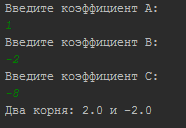 Введите коэффициент A:
1
Введите коэффициент B:
-2
Введите коэффициент C:
-8
Два корня: 2.0 и -2.0